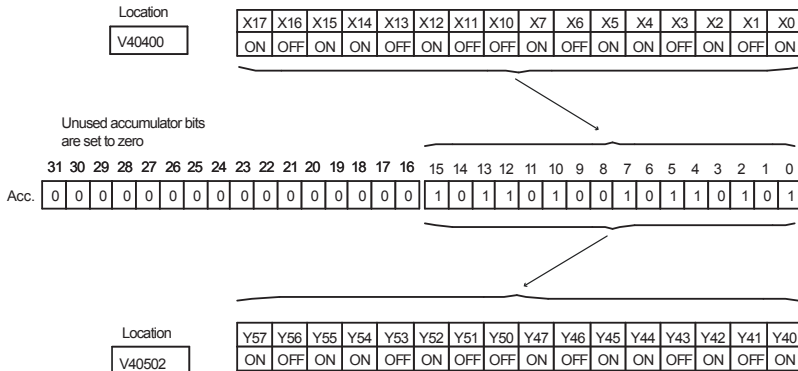 Location
V40400
X17 X16 X15 X14 X13 X12 X11 X10 X7 X6 X5 X4 X3 X2 X1 X0
ON OFF ON ON OFF ON OFF OFF ON OFF ON ON OFF ON OFF ON
Unused accumulator bits
are set to zero
31 30 29 28 27 26 25 24 23 22 21 20 19 18 17 16 15 14 13 12 11 10 9 8 7 6 5 4 3 2 1 0
Acc. 0 0 0 0 0 0 0 0 0 0 0 0 0 0 0 0 1 0 1 1 0 1 0 0 1 0 1 1 0 1 0 1
Location
V40502
Y57 Y56 Y55 Y54 Y53 Y52 Y51 Y50 Y47 Y46 Y45 Y44 Y43 Y42 Y41 Y40
ON OFF ON ON OFF ON OFF OFF ON OFF ON ON OFF ON OFF ON